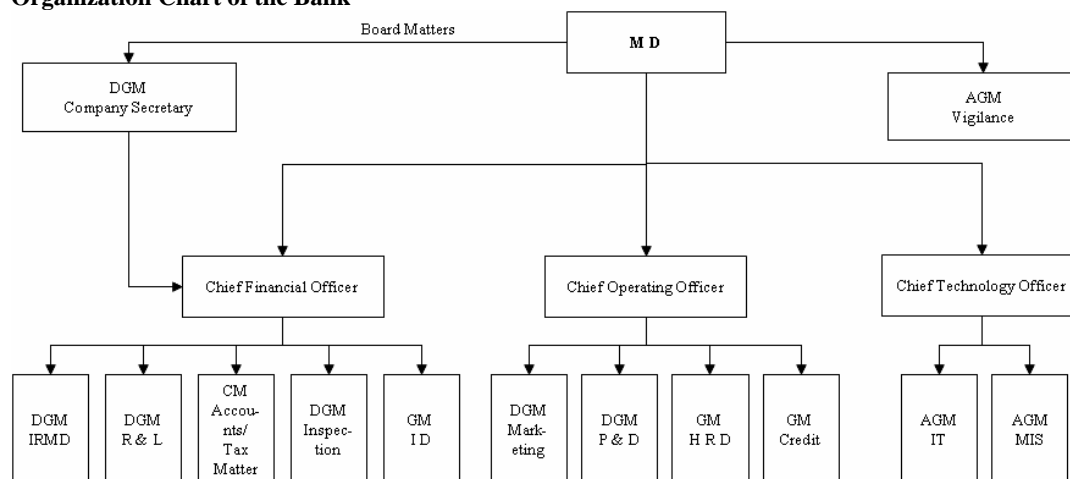 Organization Chart of the Bank
Board Matters
M D
DGM
Company Secretary
AGM
Vigilance
Chief Financial Officer
Chief Operating Officer
Chief Technology Officer
DGM
IRMD
DGM
R & L
CM
Accou-
nts/
Tax
Matter
DGM
Inspec-
tion
GM
I D
DGM
Mark-
eting
DGM
P & D
GM
H R D
GM
Credit
AGM
IT
AGM
MIS